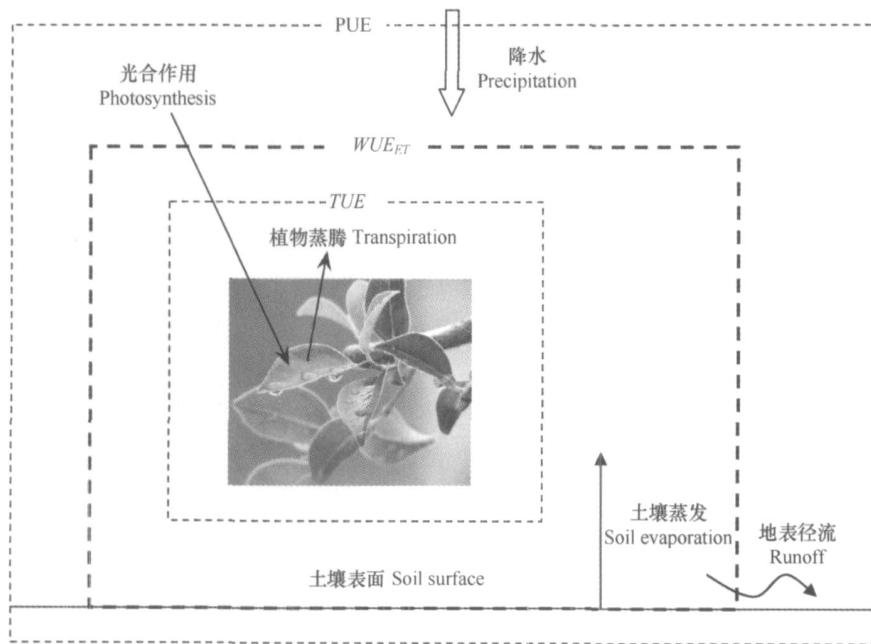 PUE
降水
Precipitation
光合作用
Photosynthesis
WUE_ET
TUE
植物蒸腾 Transpiration
土壤蒸发
Soil evaporation
地表径流
Runoff
土壤表面 Soil surface